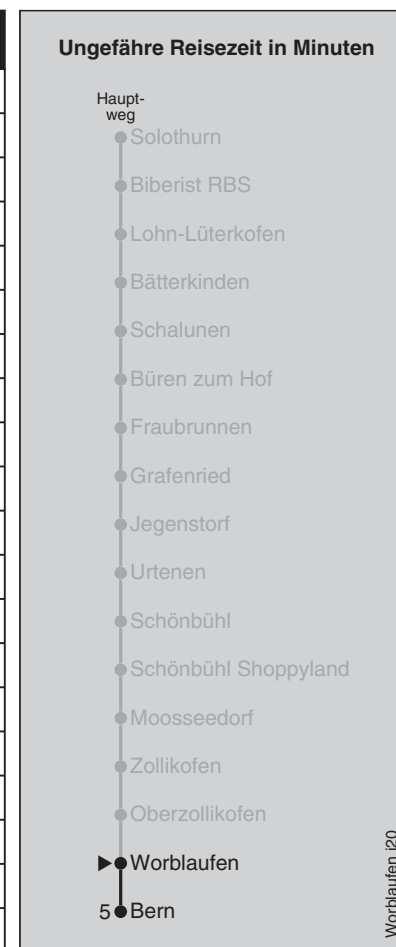 Ungefähre Reisezeit in Minuten
Haupt-
weg
Solothurn
Biberist RBS
Lohn-Lüterkofen
Bätterkinden
Schalunen
Büren zum Hof
Fraubrunnen
Grafenried
Jegenstorf
Urtenen
Schönbühl
Schönbühl Shoppyland
Moosseedorf
Zollikofen
Oberzollikofen
Worblaufen
5 Bern
Worblaufen j20